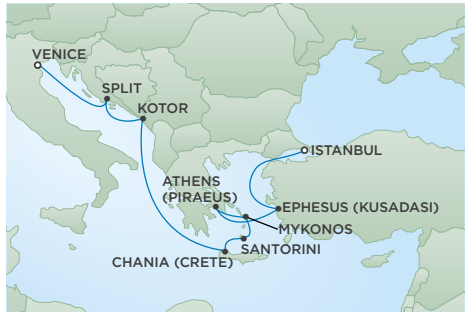 VENICE
SPLIT
KOTOR
ISTANBUL
ATHENS
(PIRAEUS)
EPHESUS (KUSADASI)
MYKONOS
SANTORINI
CHANIA (CRETE)